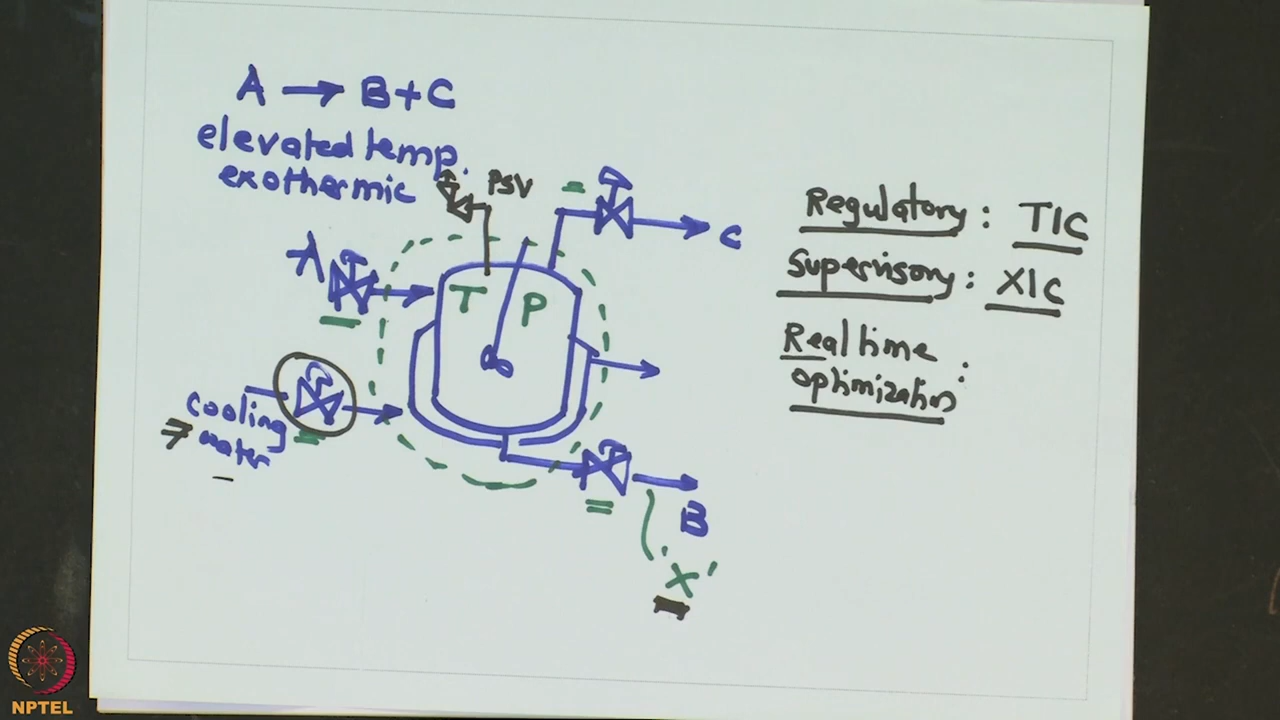 A → B+C
elevated temp.
exothermic
PSV
C
A
T P
cooling
water
B
'X'
Regulatory : TIC
Supervisory : XIC
Real time
optimization :
NPTEL